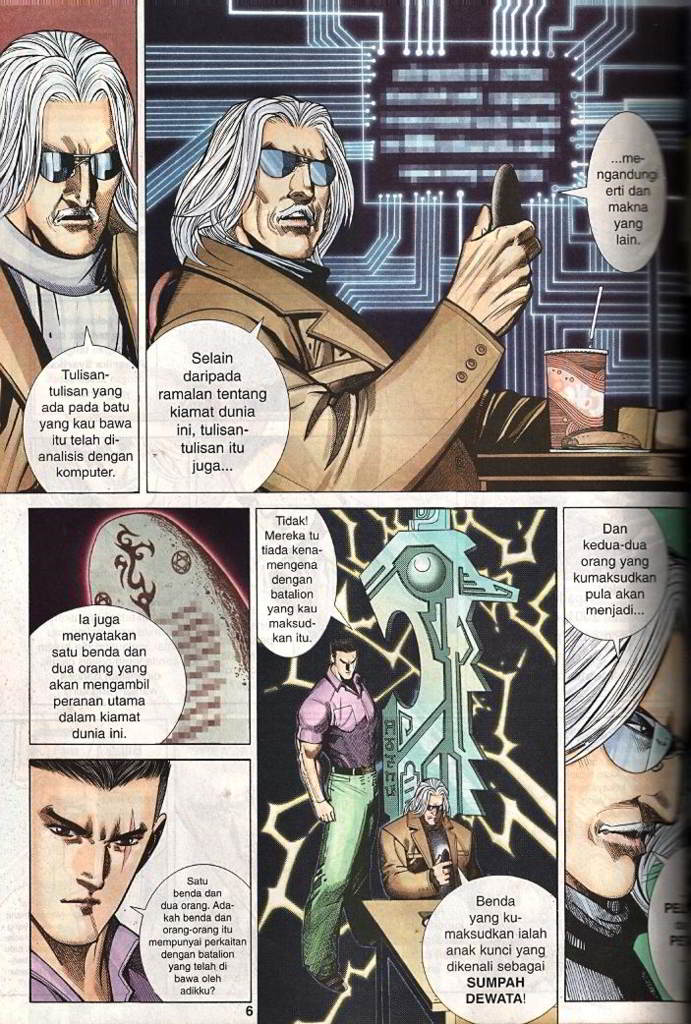 Tulisan-
tulisan yang
ada pada batu
yang kau bawa
itu telah di-
analisis dengan
komputer.
Selain
daripada
ramalan tentang
kiamat dunia
ini, tulisan-
tulisan itu
juga...
...me-
ngandungi
erti dan
makna
yang
lain.
Ia juga
menyatakan
satu benda dan
dua orang yang
akan mengambil
peranan utama
dalam kiamat
dunia ini.
Satu
benda dan
dua orang. Ada-
kah benda dan
orang-orang itu
mempunyai perkaitan
dengan batalion
yang telah di
bawa oleh
adikku?
Tidak!
Mereka tu
tiada kena-
mengena
dengan
batalion
yang kau
maksud-
kan itu.
Benda
yang ku-
maksudkan ialah
anak kunci yang
dikenali sebagai
SUMPAH
DEWATA!
Dan
kedua-dua
orang yang
kumaksudkan
pula akan
menjadi...
6